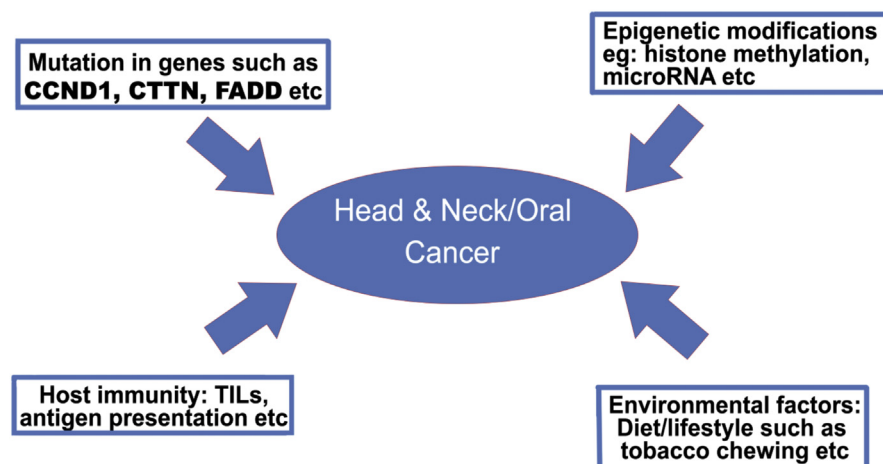 Mutation in genes such as
CCND1, CTTN, FADD etc
Epigenetic modifications
eg: histone methylation,
microRNA etc
Head & Neck/Oral
Cancer
Host immunity: TILs,
antigen presentation etc
Environmental factors:
Diet/lifestyle such as
tobacco chewing etc